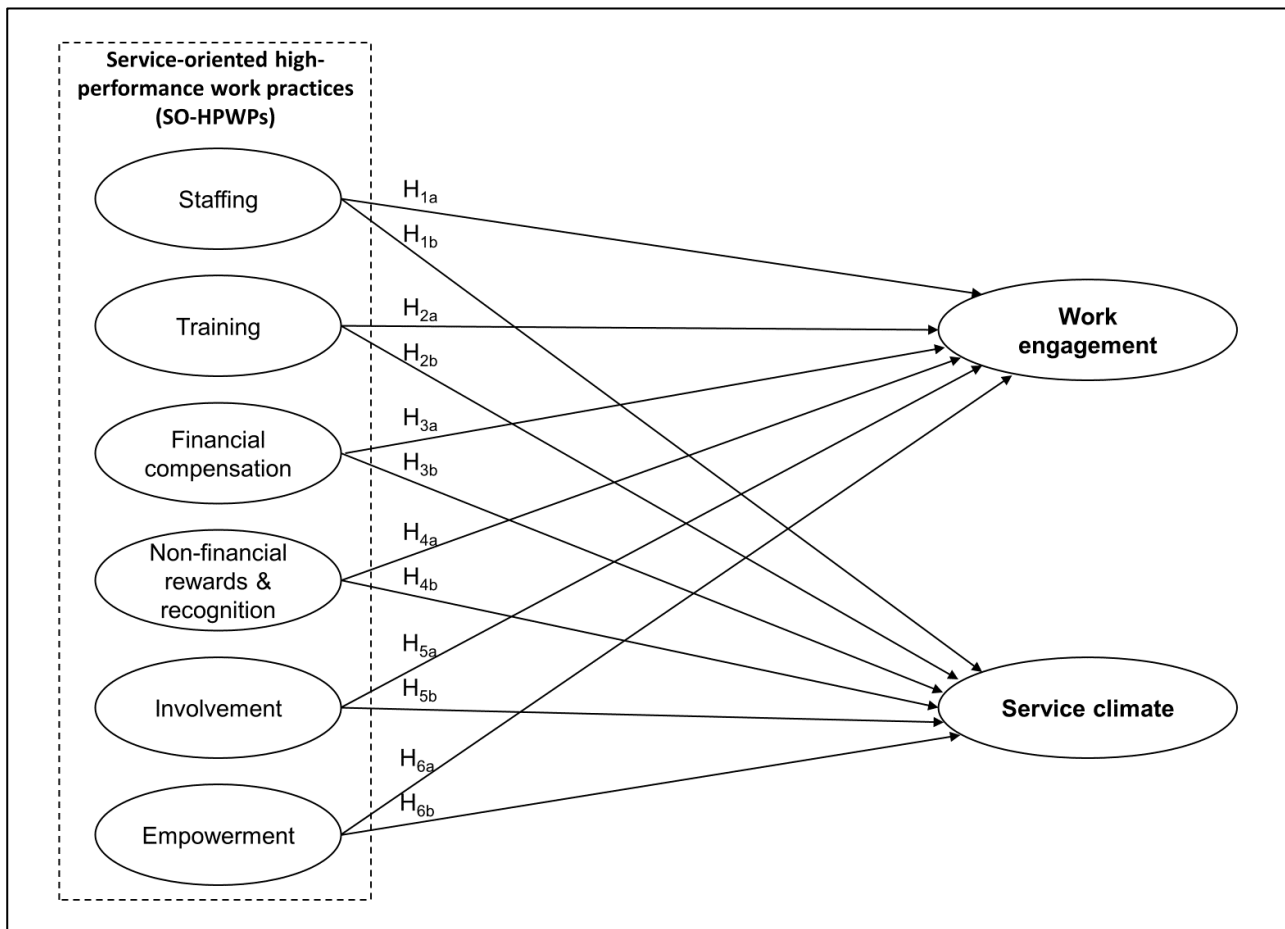 Service-oriented high-
performance work practices
(SO-HPWPs)
Staffing
Training
Financial
compensation
Non-financial
rewards &
recognition
Involvement
Empowerment
H1a
H1b
H2a
H2b
H3a
H3b
H4a
H4b
H5a
H5b
H6a
H6b
Work
engagement
Service climate